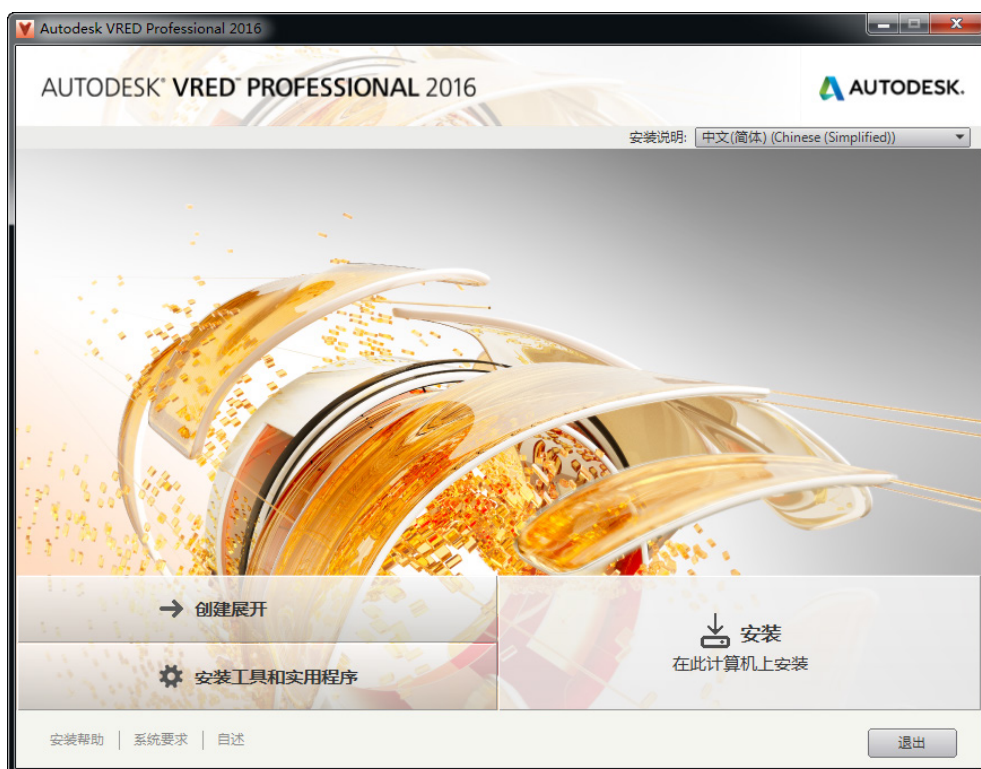 Autodesk VRED Professional 2016
AUTODESK® VRED™ PROFESSIONAL 2016
AUTODESK.
安装说明: 中文(简体) (Chinese (Simplified))
创建展开
安装工具和实用程序
安装
在此计算机上安装
安装帮助 | 系统要求 | 自述
退出